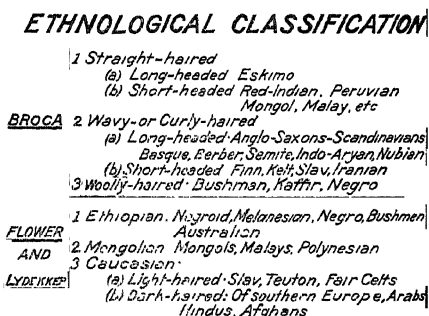 ETHNOLOGICAL CLASSIFICATION
1 Straight-haired
(a) Long-headed Eskimo
(b) Short-headed Red-Indian, Peruvian
Mongol, Malay, etc
BROCA 2 Wavy- or Curly-haired
(a) Long-headed·Anglo-Saxons-Scandinavians
Basque, Berber, Semite, Indo-Aryan, Nubian
(b) Short-headed Finn, Kelt, Slav, Iranian
3 Woolly-haired· Bushman, Kaffir, Negro
1 Ethiopian. Negroid, Melanesian, Negro, Bushmen
FLOWER Australian
AND 2. Mongolian Mongols, Malays, Polynesian
3 Caucasian·
LYDEKKER (a) Light-haired· Slav, Teuton, Fair Celts
(b) Dark-haired: Of southern Europe, Arabs
Hindus, Afghans